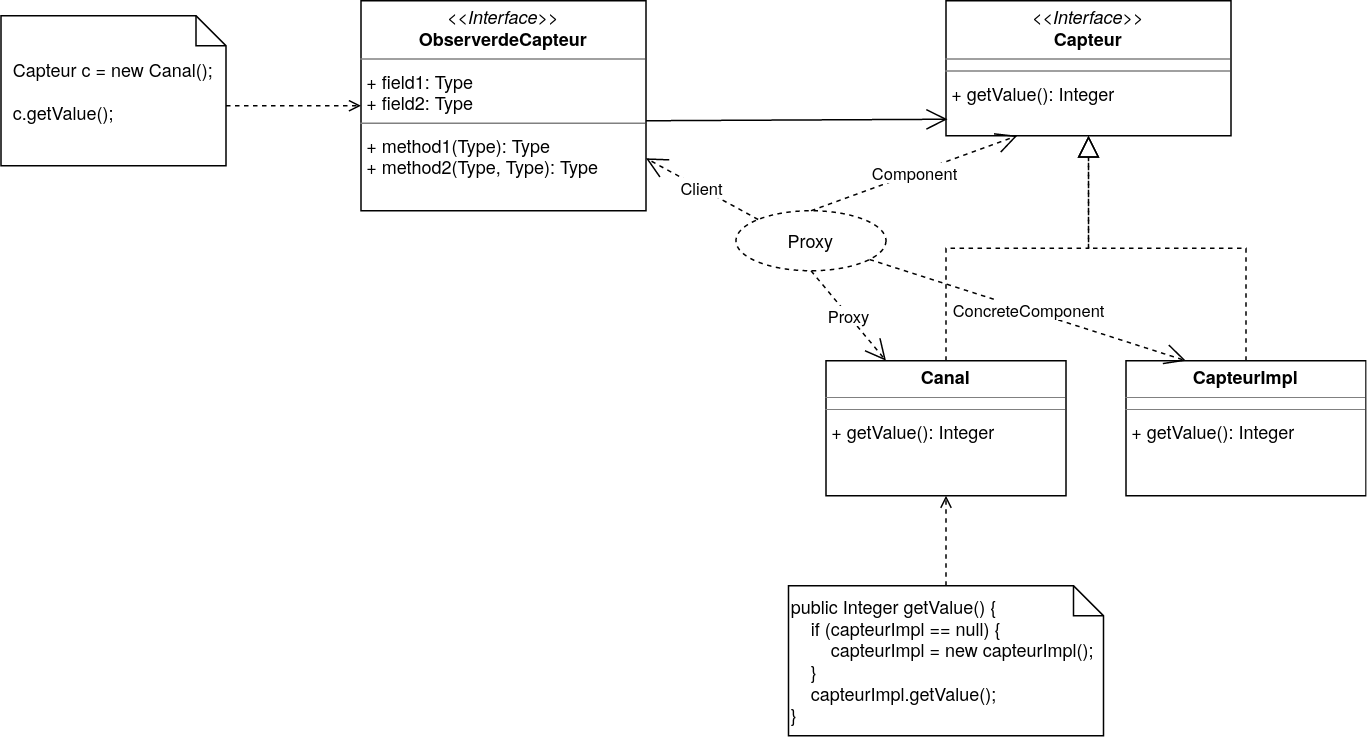 Capteur c = new Canal();
c.getValue();
<<Interface>>
ObserverdeCapteur
+ field1: Type
+ field2: Type
+ method1(Type): Type
+ method2(Type, Type): Type
<<Interface>>
Capteur
+ getValue(): Integer
Client
Component
Proxy
Proxy
ConcreteComponent
Canal
+ getValue(): Integer
CapteurImpl
+ getValue(): Integer
public Integer getValue() {
if (capteurImpl == null) {
capteurImpl = new capteurImpl();
}
capteurImpl.getValue();
}